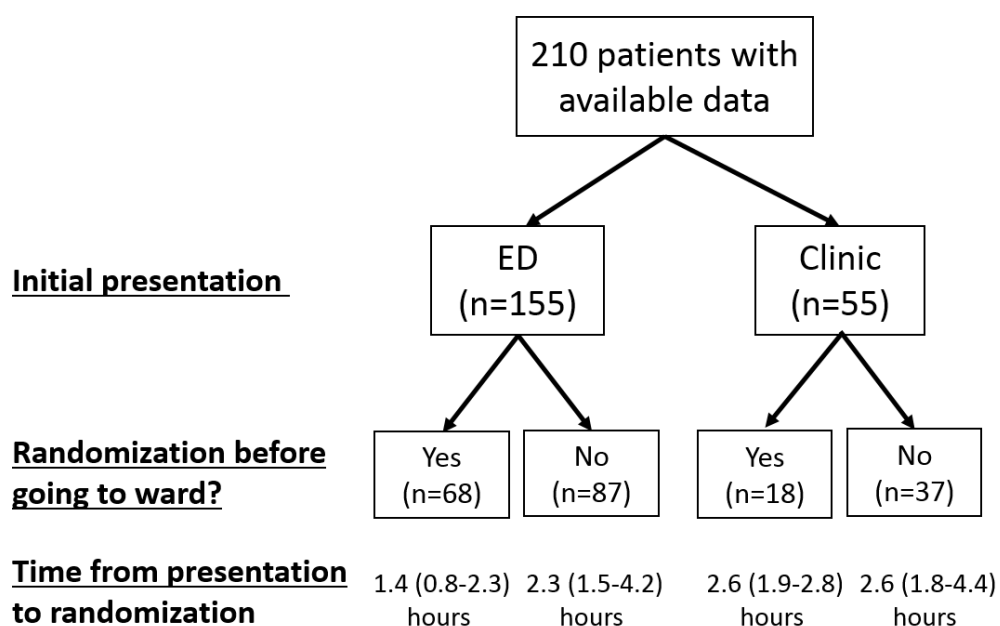 210 patients with
available data
Initial presentation
ED
(n=155)
Clinic
(n=55)
Randomization before
going to ward?
Yes
(n=68)
No
(n=87)
Yes
(n=18)
No
(n=37)
Time from presentation
to randomization
1.4 (0.8-2.3)
hours
2.3 (1.5-4.2)
hours
2.6 (1.9-2.8)
hours
2.6 (1.8-4.4)
hours